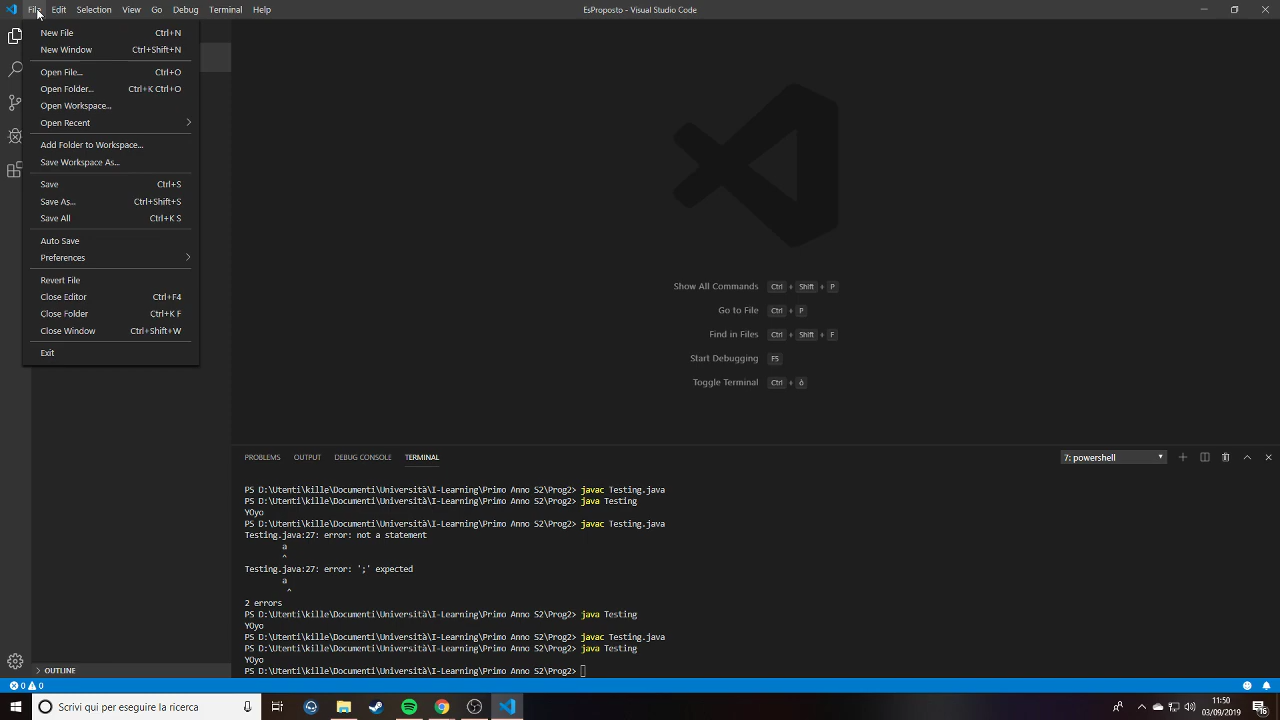 File Edit Selection View Go Debug Terminal Help
EsProposto - Visual Studio Code
New File Ctrl+N
New Window Ctrl+Shift+N
Open File... Ctrl+O
Open Folder... Ctrl+K Ctrl+O
Open Workspace...
Open Recent
Add Folder to Workspace...
Save Workspace As...
Save Ctrl+S
Save As... Ctrl+Shift+S
Save All Ctrl+K S
Auto Save
Preferences
Revert File
Close Editor Ctrl+F4
Close Folder Ctrl+K F
Close Window Ctrl+Shift+W
Exit
Show All Commands Ctrl + Shift + P
Go to File Ctrl + P
Find in Files Ctrl + Shift + F
Start Debugging F5
Toggle Terminal Ctrl + ò
PROBLEMS OUTPUT DEBUG CONSOLE TERMINAL
7: powershell
PS D:\Utenti\kille\Documenti\Università\I-Learning\Primo Anno S2\Prog2> javac Testing.java
PS D:\Utenti\kille\Documenti\Università\I-Learning\Primo Anno S2\Prog2> java Testing
YOyo
PS D:\Utenti\kille\Documenti\Università\I-Learning\Primo Anno S2\Prog2> javac Testing.java
Testing.java:27: error: not a statement
a
^
Testing.java:27: error: ';' expected
a
^
2 errors
PS D:\Utenti\kille\Documenti\Università\I-Learning\Primo Anno S2\Prog2> java Testing
YOyo
PS D:\Utenti\kille\Documenti\Università\I-Learning\Primo Anno S2\Prog2> javac Testing.java
PS D:\Utenti\kille\Documenti\Università\I-Learning\Primo Anno S2\Prog2> java Testing
YOyo
PS D:\Utenti\kille\Documenti\Università\I-Learning\Primo Anno S2\Prog2>
OUTLINE
0 0
Scrivi qui per eseguire la ricerca
11:50
03/09/2019